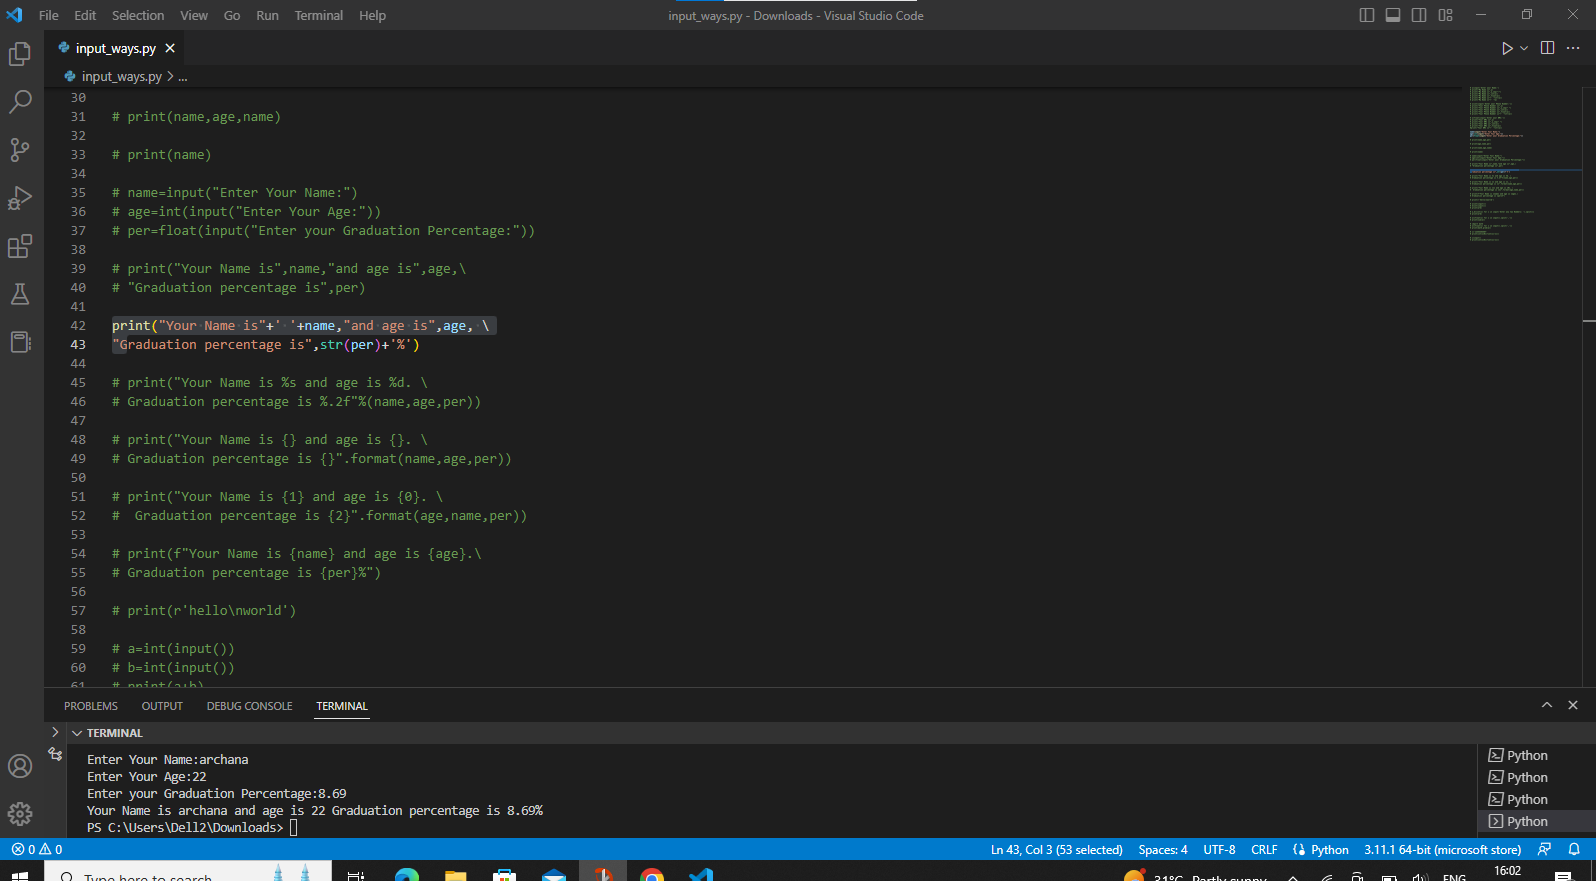 File Edit Selection View Go Run Terminal Help input_ways.py - Downloads - Visual Studio Code
input_ways.py
input_ways.py > ...
30
31 # print(name,age,name)
32
33 # print(name)
34
35 # name=input("Enter Your Name:")
36 # age=int(input("Enter Your Age:"))
37 # per=float(input("Enter your Graduation Percentage:"))
38
39 # print("Your Name is",name,"and age is",age,\
40 # "Graduation percentage is",per)
41
42 print("Your Name is"+' '+name,"and age is",age, \
43 "Graduation percentage is",str(per)+'%')
44
45 # print("Your Name is %s and age is %d. \
46 # Graduation percentage is %.2f"%(name,age,per))
47
48 # print("Your Name is {} and age is {}. \
49 # Graduation percentage is {}".format(name,age,per))
50
51 # print("Your Name is {1} and age is {0}. \
52 #  Graduation percentage is {2}".format(age,name,per))
53
54 # print(f"Your Name is {name} and age is {age}.\
55 # Graduation percentage is {per}%")
56
57 # print(r'hello\nworld')
58
59 # a=int(input())
60 # b=int(input())
61 # print(a+b)
PROBLEMS OUTPUT DEBUG CONSOLE TERMINAL
TERMINAL
Enter Your Name:archana
Enter Your Age:22
Enter your Graduation Percentage:8.69
Your Name is archana and age is 22 Graduation percentage is 8.69%
PS C:\Users\Dell2\Downloads>
Python
Python
Python
Python
0 0 Ln 43, Col 3 (53 selected) Spaces: 4 UTF-8 CRLF Python 3.11.1 64-bit (microsoft store)
Type here to search 31°C Partly sunny ENG 16:02